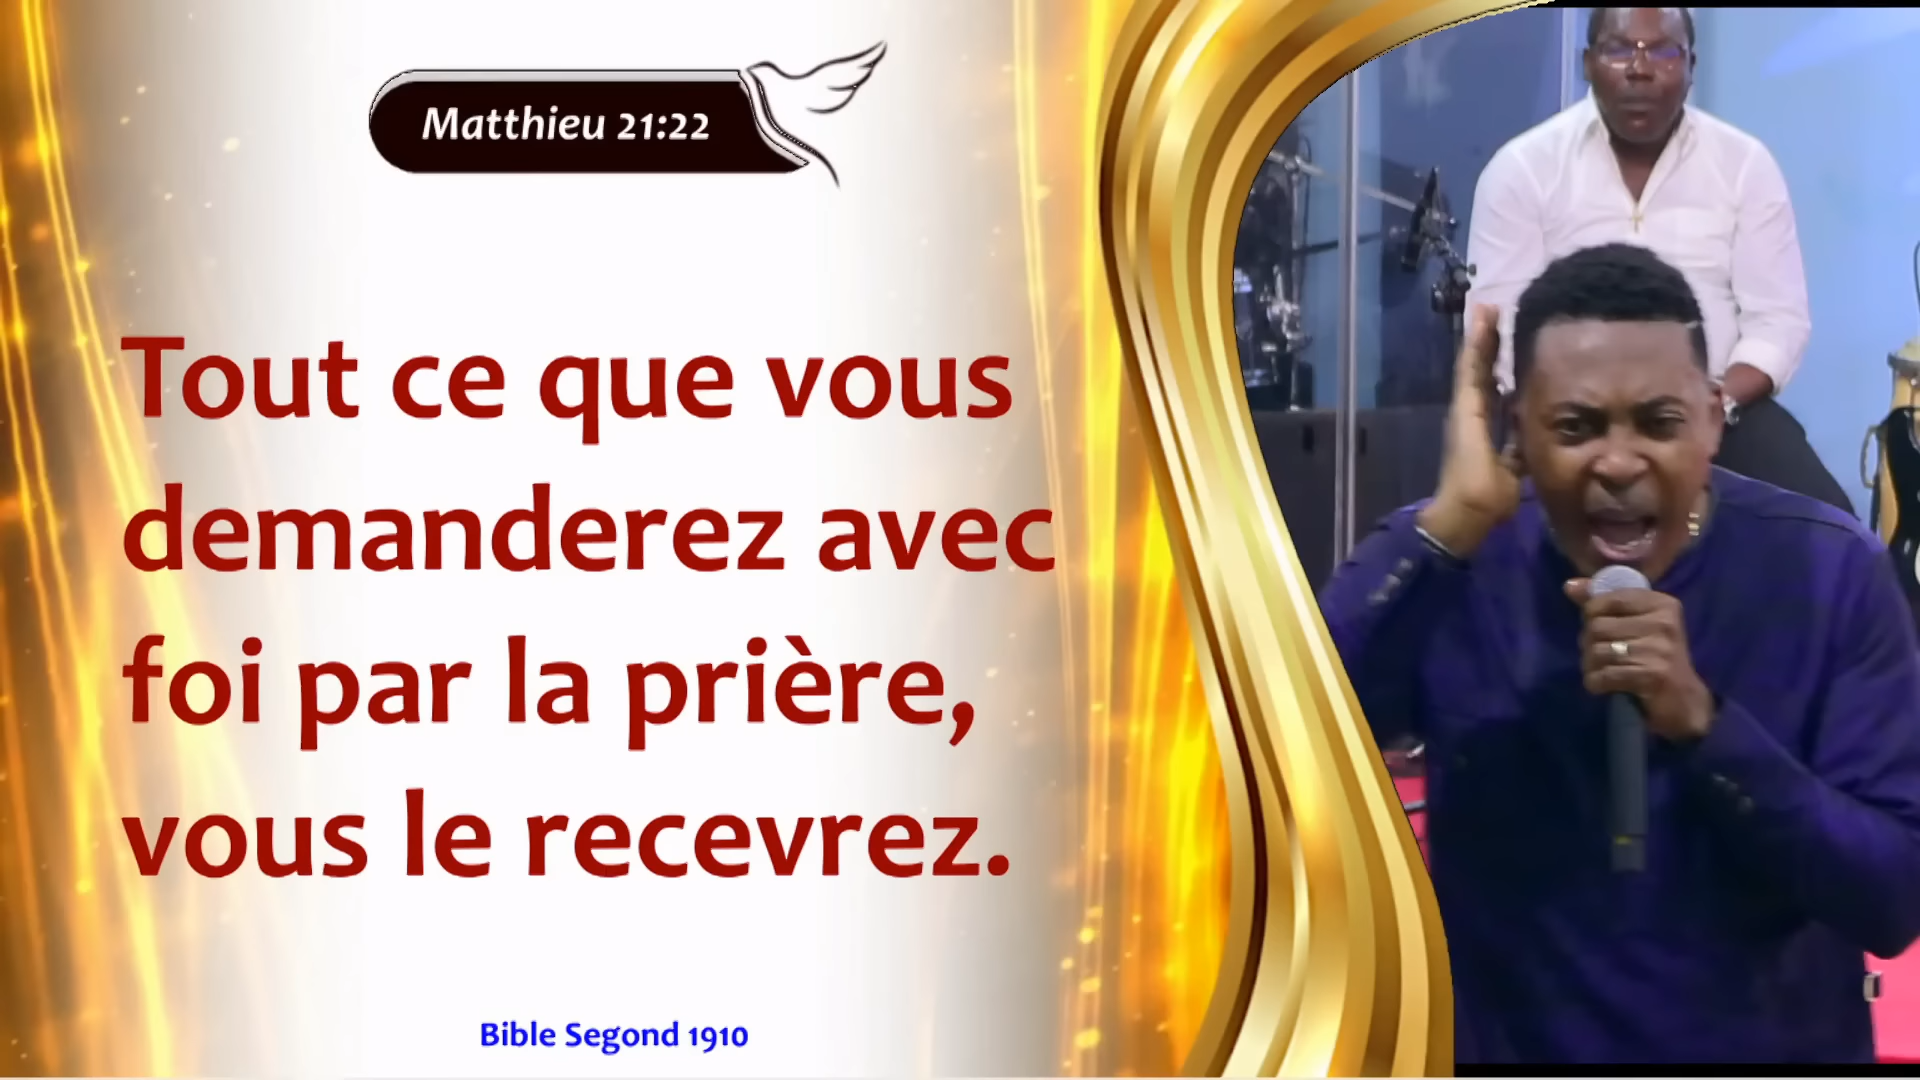 Matthieu 21:22
Tout ce que vous
demanderez avec
foi par la prière,
vous le recevrez.
Bible Segond 1910